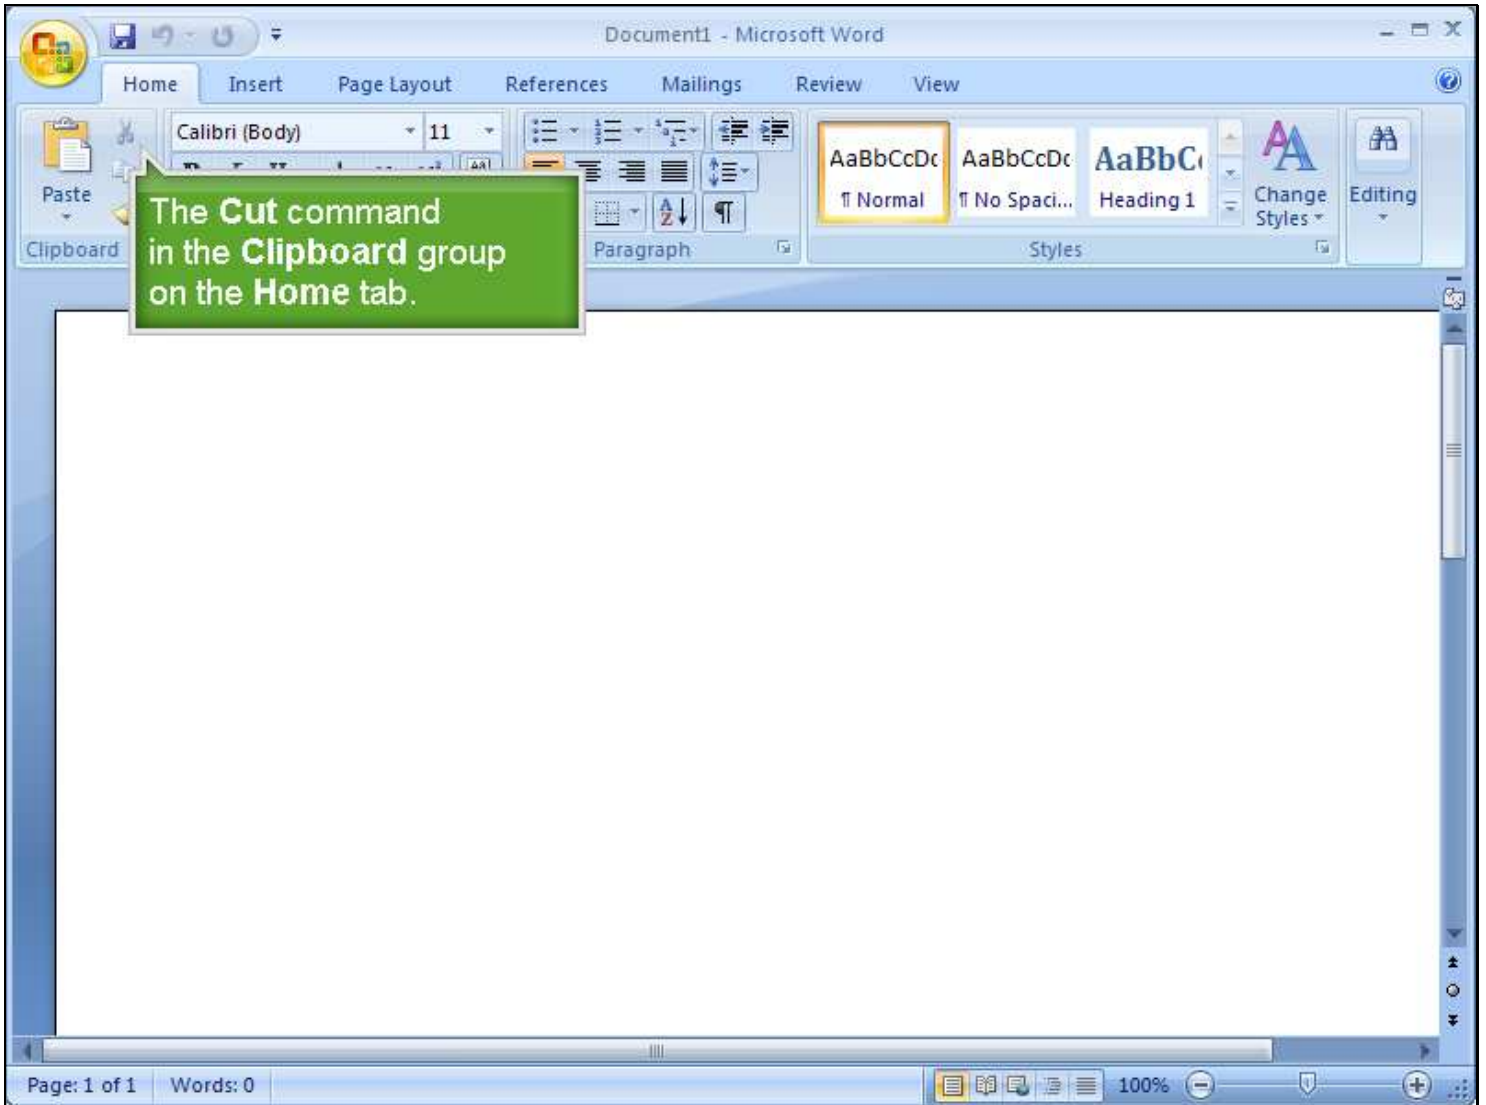 Document1 - Microsoft Word
Home Insert Page Layout References Mailings Review View
Calibri (Body) 11
Paste
Clipboard
The Cut command
in the Clipboard group
on the Home tab.
Paragraph
AaBbCcDc AaBbCcDc AaBbC
¶ Normal ¶ No Spaci... Heading 1
Styles
Change
Styles
Editing
Page: 1 of 1 Words: 0 100%